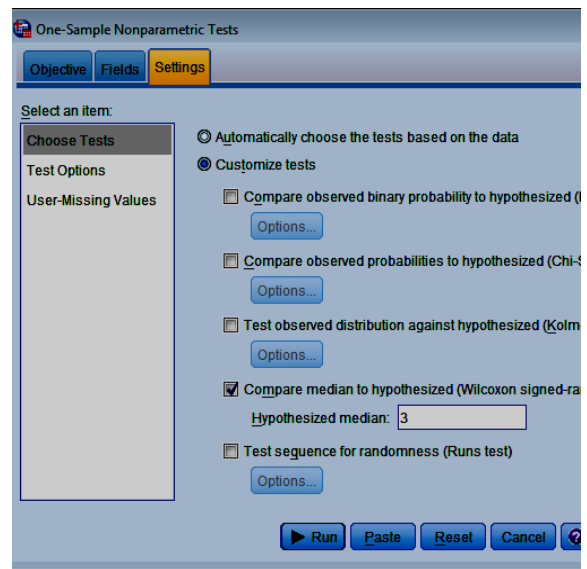 One-Sample Nonparametric Tests
Objective Fields Settings
Select an item:
Choose Tests
Test Options
User-Missing Values
Automatically choose the tests based on the data
Customize tests
Compare observed binary probability to hypothesized (
Options...
Compare observed probabilities to hypothesized (Chi-S
Options...
Test observed distribution against hypothesized (Kolm
Options...
Compare median to hypothesized (Wilcoxon signed-ra
Hypothesized median: 3
Test sequence for randomness (Runs test)
Options...
Run Paste Reset Cancel